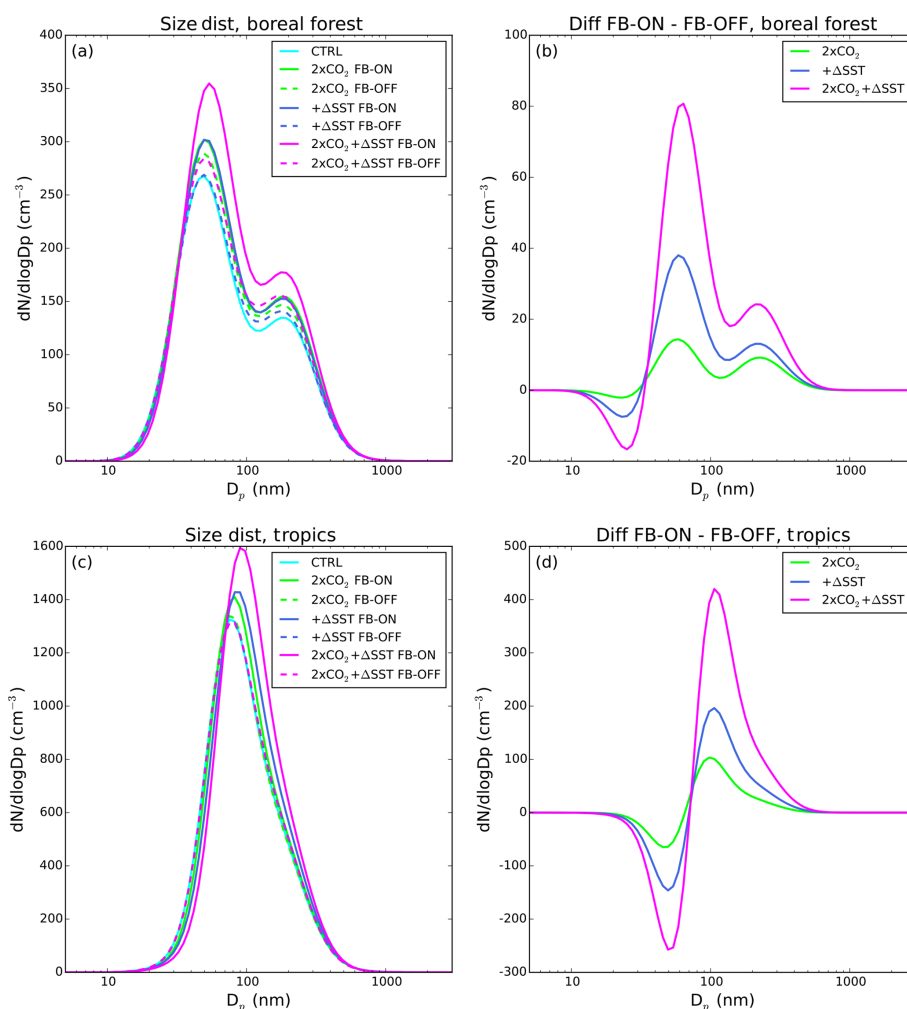 Size dist, boreal forest
(a)
CTRL
2xCO₂ FB-ON
2xCO₂ FB-OFF
+ΔSST FB-ON
+ΔSST FB-OFF
2xCO₂+ΔSST FB-ON
2xCO₂+ΔSST FB-OFF
400
350
300
250
200
150
100
50
0
dN/dlogDp (cm⁻³)
10
100
1000
Dₚ (nm)
Diff FB-ON - FB-OFF, boreal forest
(b)
2xCO₂
+ΔSST
2xCO₂+ΔSST
100
80
60
40
20
0
-20
dN/dlogDp (cm⁻³)
10
100
1000
Dₚ (nm)
Size dist, tropics
(c)
CTRL
2xCO₂ FB-ON
2xCO₂ FB-OFF
+ΔSST FB-ON
+ΔSST FB-OFF
2xCO₂+ΔSST FB-ON
2xCO₂+ΔSST FB-OFF
1600
1400
1200
1000
800
600
400
200
0
dN/dlogDp (cm⁻³)
10
100
1000
Dₚ (nm)
Diff FB-ON - FB-OFF, tropics
(d)
2xCO₂
+ΔSST
2xCO₂+ΔSST
500
400
300
200
100
0
-100
-200
-300
dN/dlogDp (cm⁻³)
10
100
1000
Dₚ (nm)